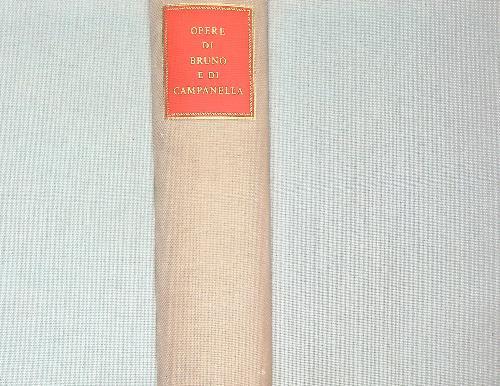 OPERE
DI
BRUNO
E DI
CAMPANELLA